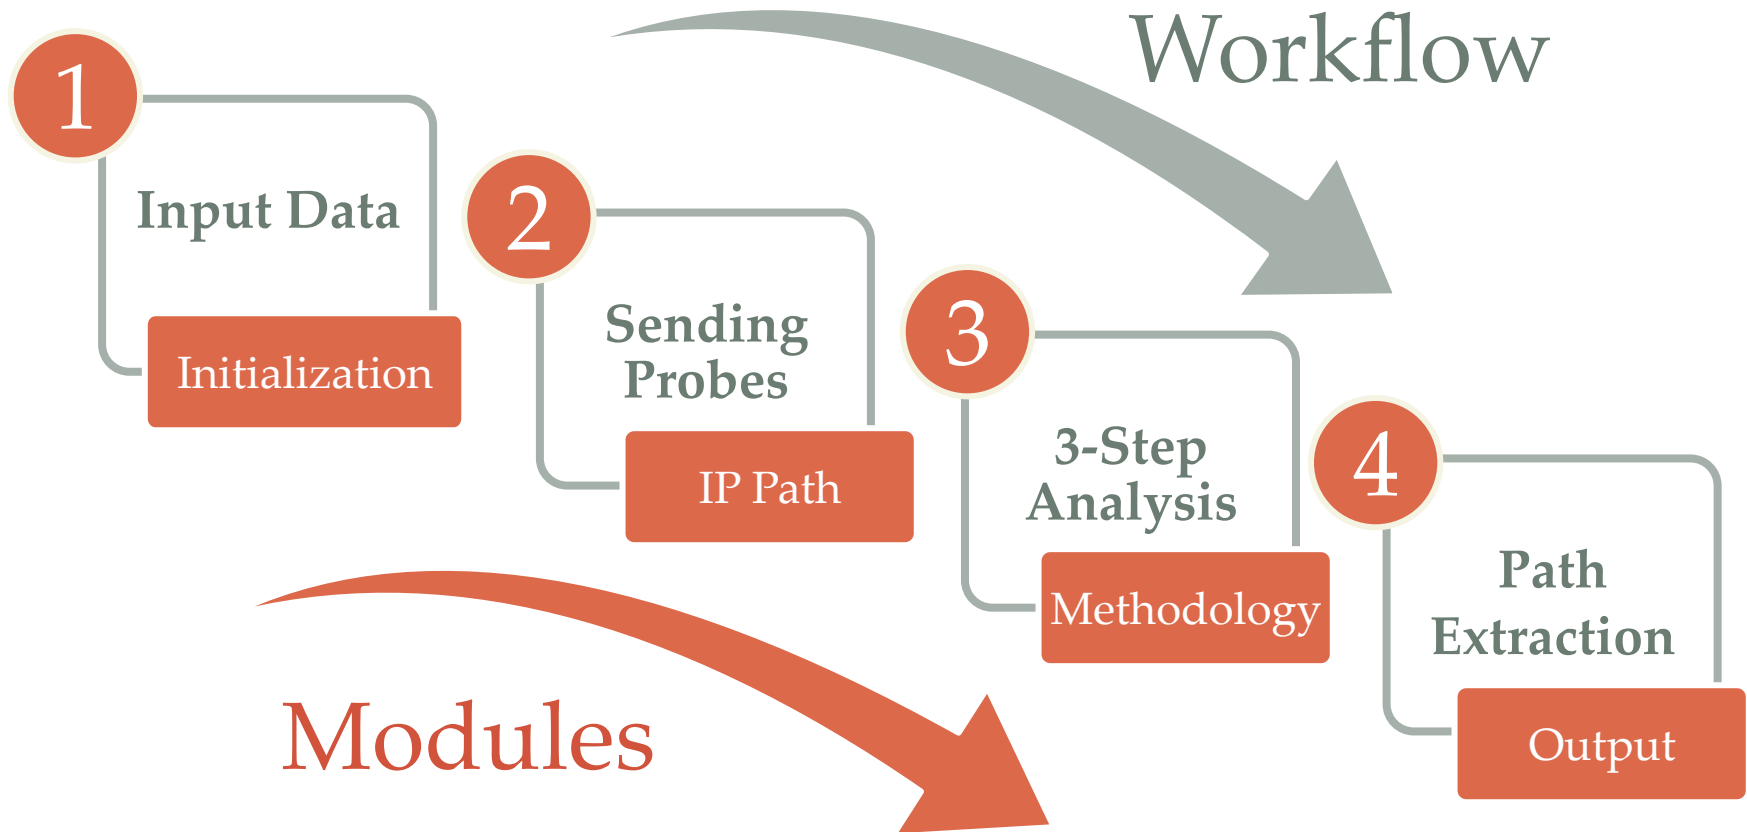 Workflow
1
Input Data
Initialization
2
Sending
Probes
IP Path
3
3-Step
Analysis
Methodology
4
Path
Extraction
Output
Modules